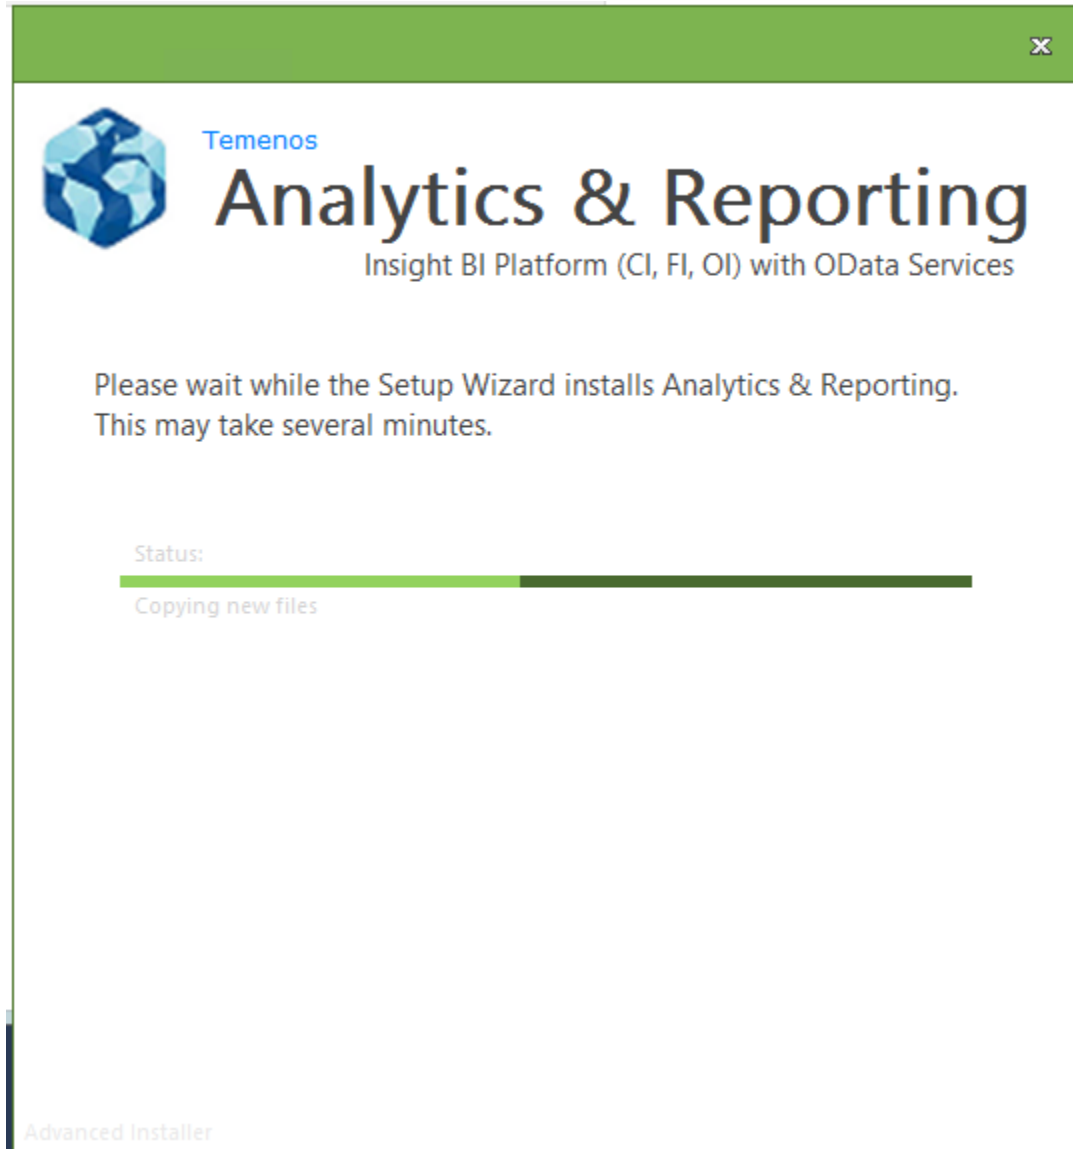 Temenos
Analytics & Reporting
Insight BI Platform (CI, FI, OI) with OData Services
Please wait while the Setup Wizard installs Analytics & Reporting.
This may take several minutes.
Status:
Copying new files
Advanced Installer